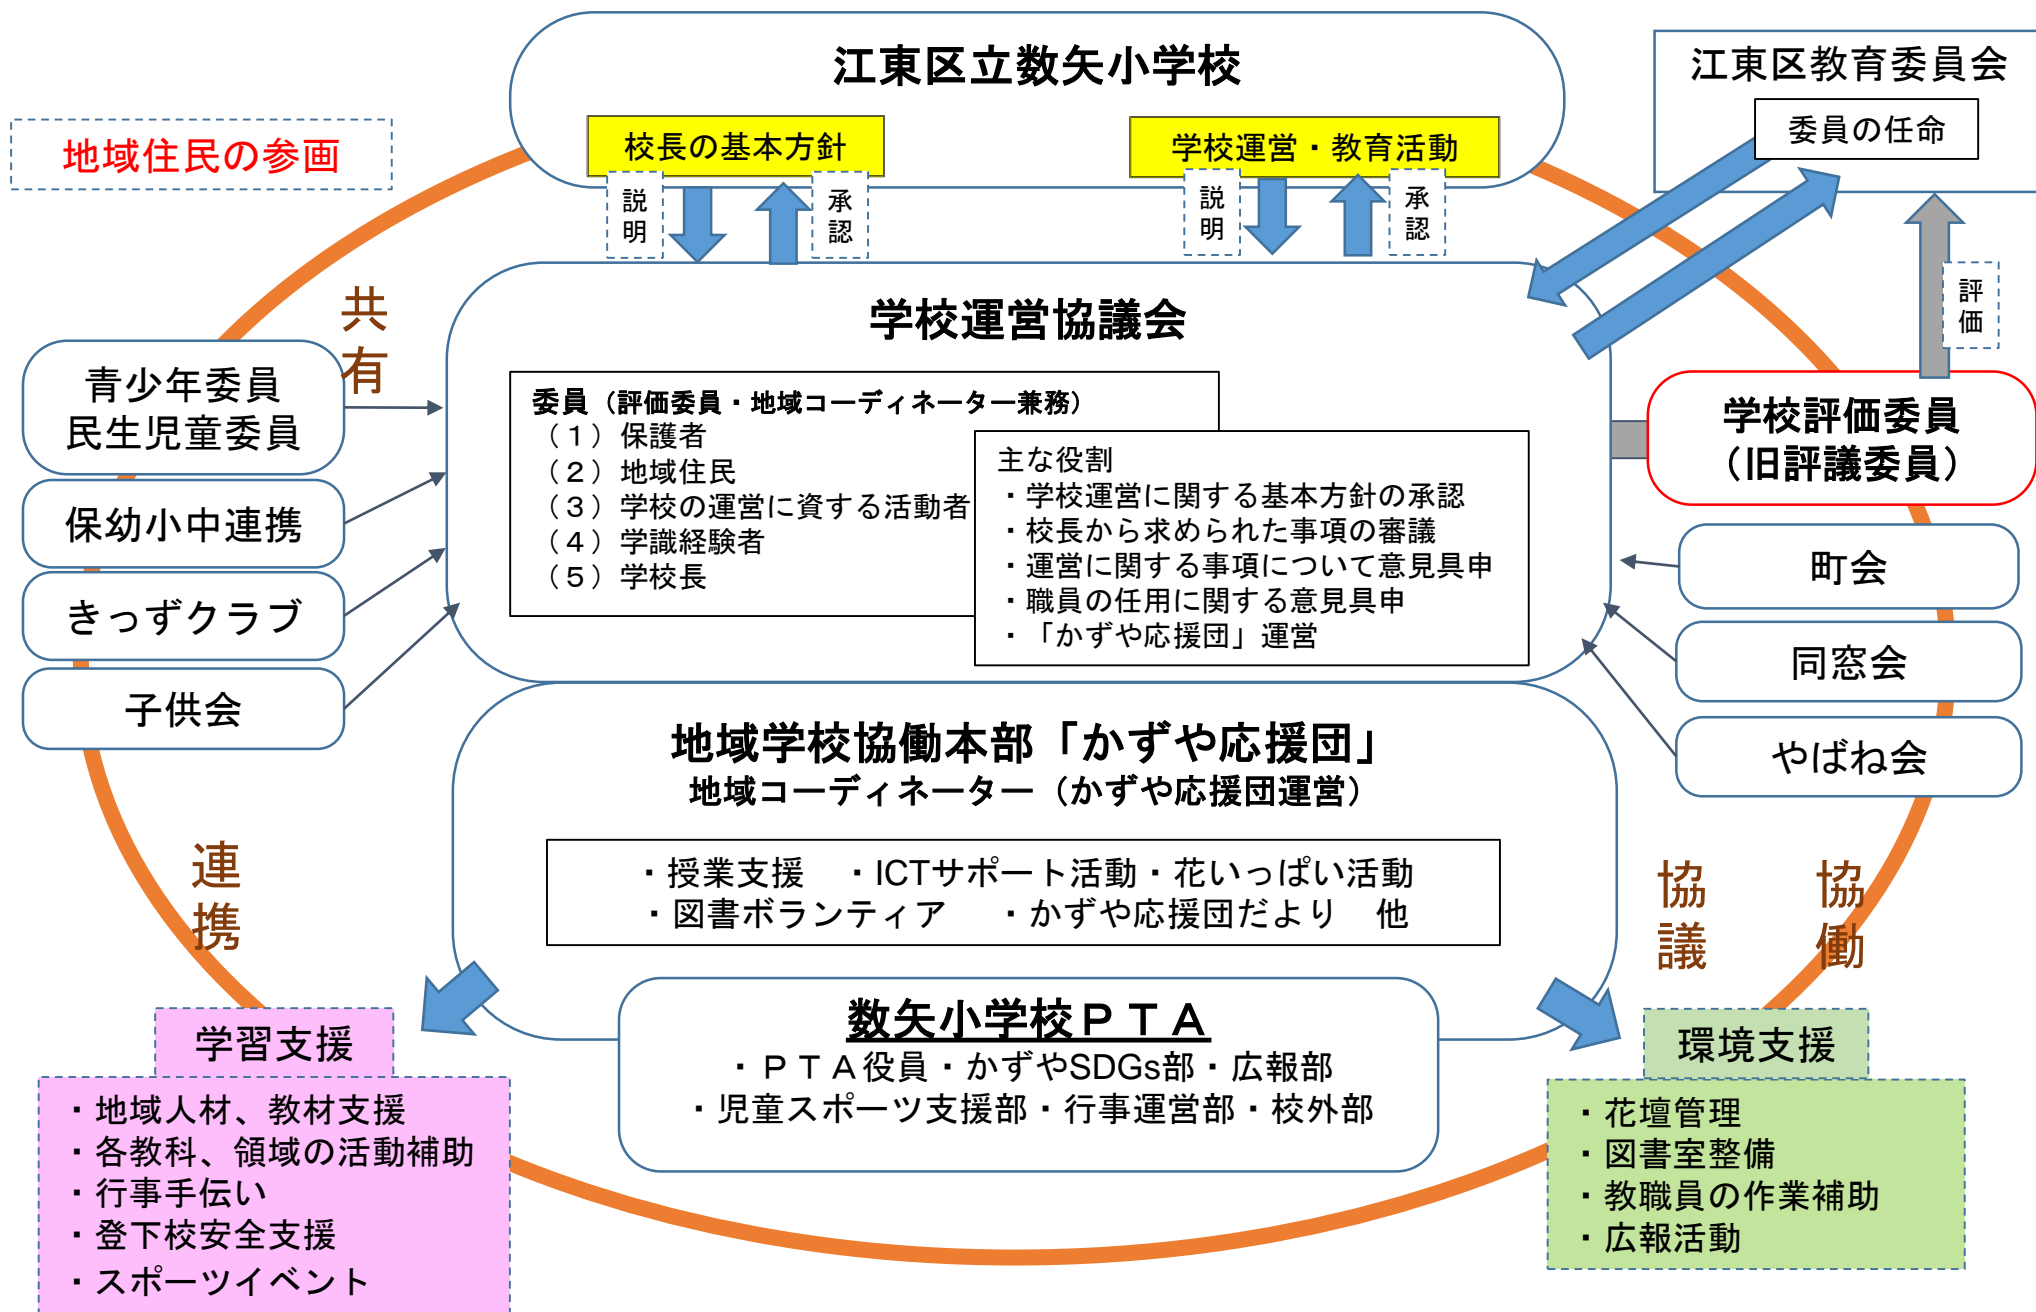 江東区立数矢小学校
江東区教育委員会
委員の任命
地域住民の参画
校長の基本方針
学校運営・教育活動
説明
承認
説明
承認
評価
共有
学校運営協議会
青少年委員
民生児童委員
保幼小中連携
きっずクラブ
子供会
委員（評価委員・地域コーディネーター兼務）
（１）保護者
（２）地域住民
（３）学校の運営に資する活動者
（４）学識経験者
（５）学校長
主な役割
・学校運営に関する基本方針の承認
・校長から求められた事項の審議
・運営に関する事項について意見具申
・職員の任用に関する意見具申
・「かずや応援団」運営
学校評価委員
（旧評議委員）
町会
同窓会
やばね会
地域学校協働本部「かずや応援団」
地域コーディネーター（かずや応援団運営）
・授業支援　・ICTサポート活動・花いっぱい活動
・図書ボランティア　・かずや応援団だより　他
連携
協議
協働
数矢小学校ＰＴＡ
・ＰＴＡ役員・かずやSDGs部・広報部
・児童スポーツ支援部・行事運営部・校外部
学習支援
・地域人材、教材支援
・各教科、領域の活動補助
・行事手伝い
・登下校安全支援
・スポーツイベント
環境支援
・花壇管理
・図書室整備
・教職員の作業補助
・広報活動